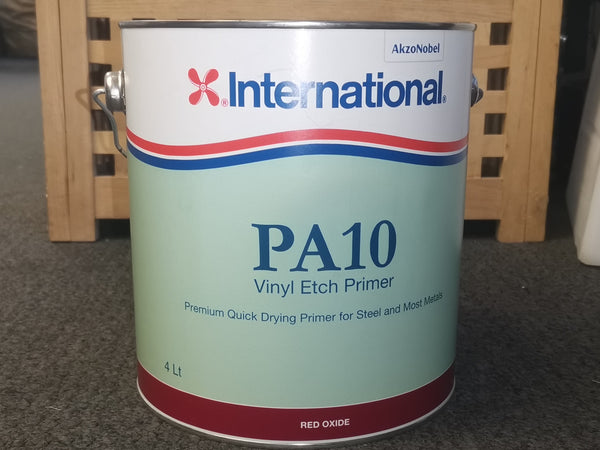 AkzoNobel
International®
PA10
Vinyl Etch Primer
Premium Quick Drying Primer for Steel and Most Metals
4 Lt
RED OXIDE